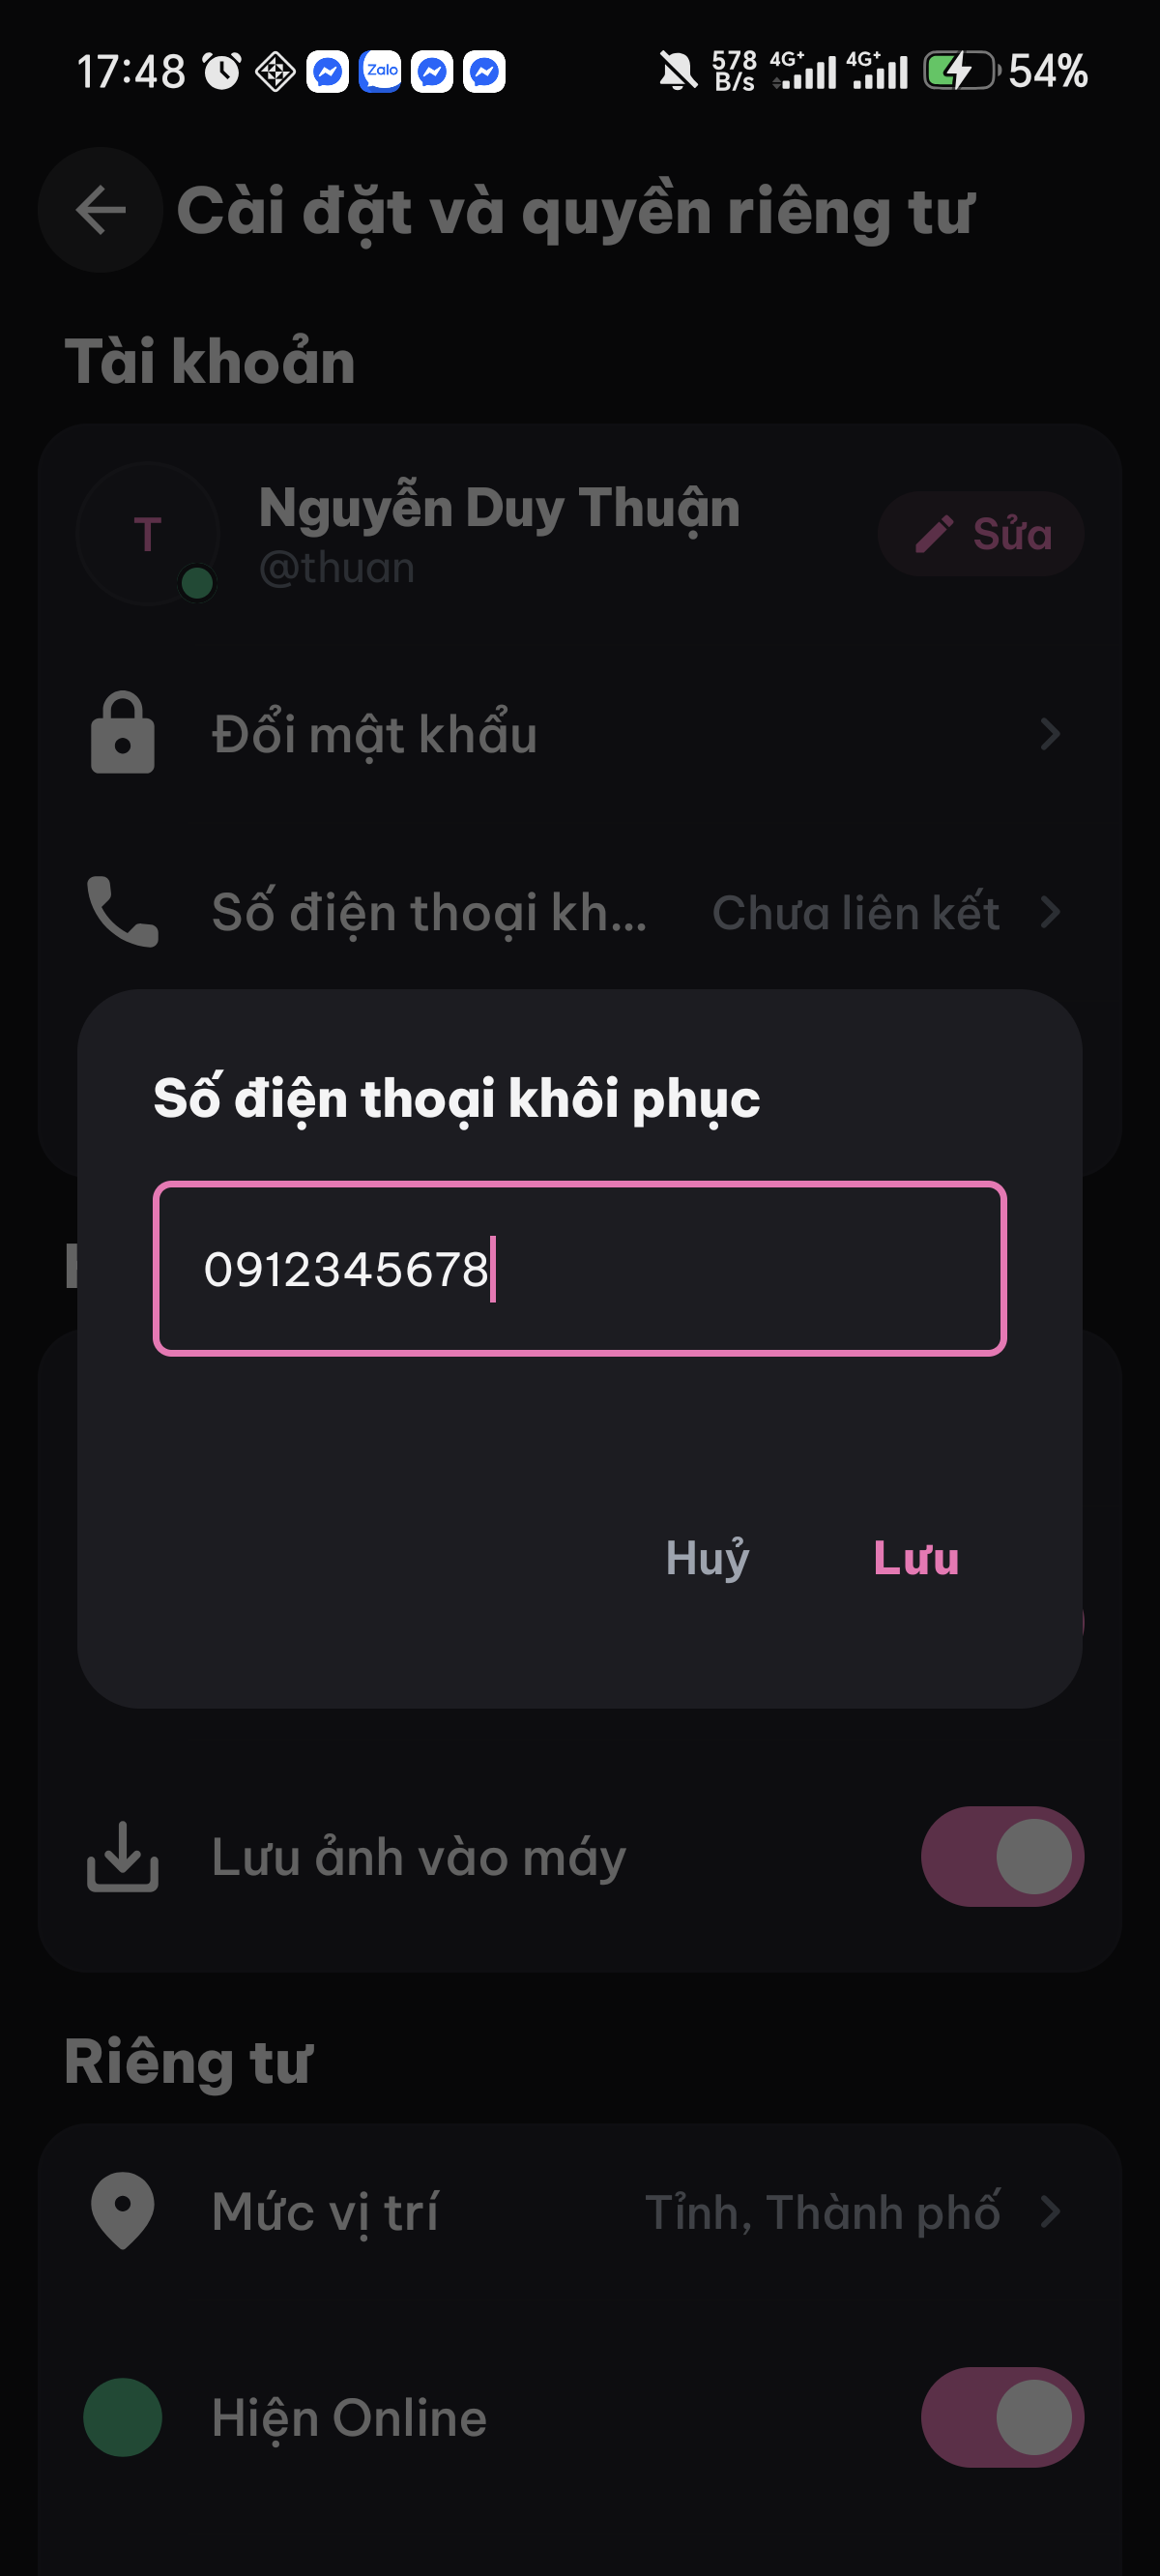 17:48 Zalo 578 B/s 4G+ 4G+ 54%
Cài đặt và quyền riêng tư
Tài khoản
T
Nguyễn Duy Thuận
@thuan
Sửa
Đổi mật khẩu
Số điện thoại kh... Chưa liên kết
Số điện thoại khôi phục
0912345678
Huỷ Lưu
Lưu ảnh vào máy
Riêng tư
Mức vị trí Tỉnh, Thành phố
Hiện Online